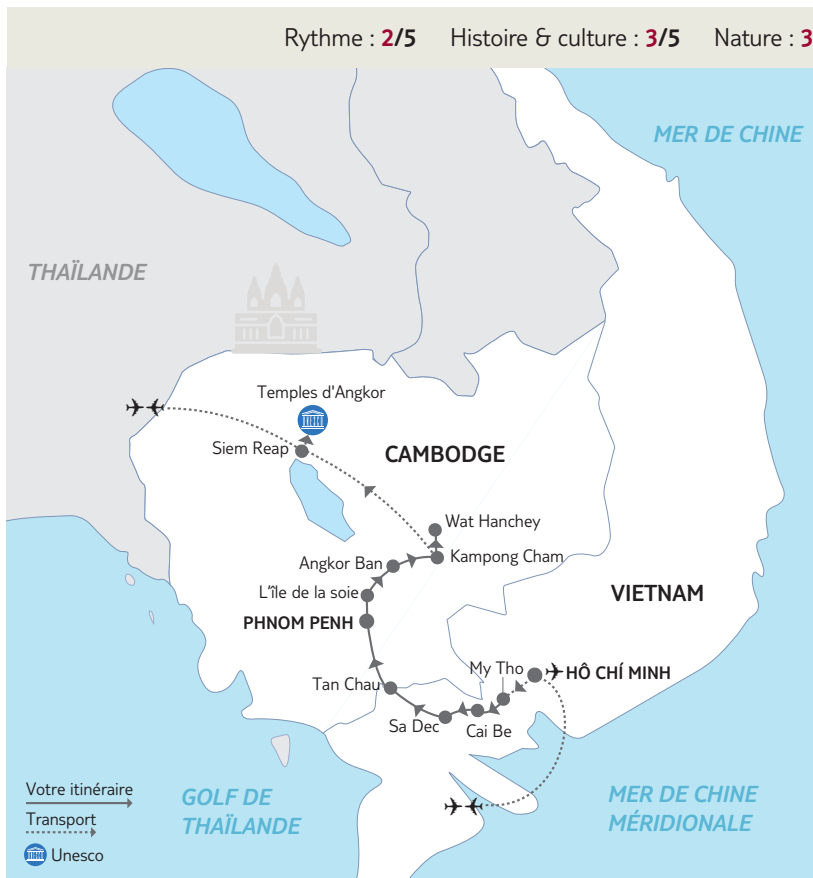 Rythme : 2/5 Histoire & culture : 3/5 Nature : 3
MER DE CHINE
THAÏLANDE
Temples d'Angkor
Siem Reap
CAMBODGE
Wat Hanchey
Angkor Ban
Kampong Cham
L'île de la soie
VIETNAM
PHNOM PENH
My Tho
HÔ CHÍ MINH
Tan Chau
Sa Dec
Cai Be
Votre itinéraire
Transport
Unesco
GOLF DE
THAÏLANDE
MER DE CHINE
MÉRIDIONALE